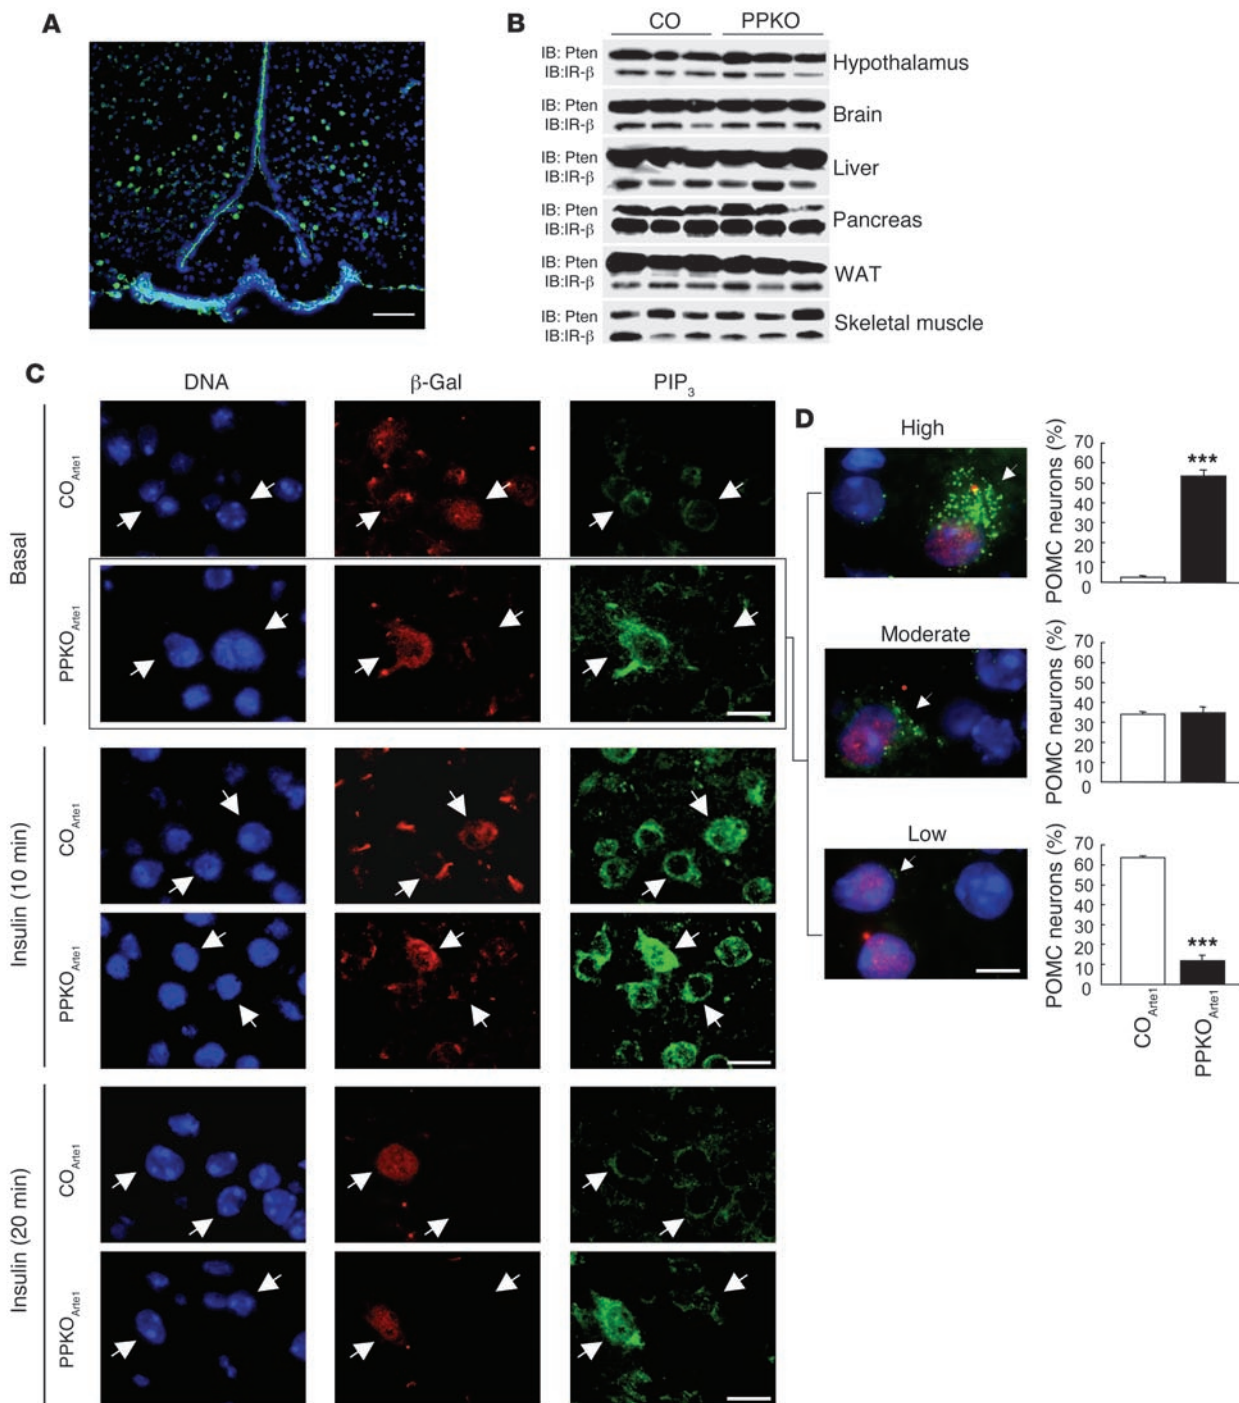 A
B
CO PPKO
IB: Pten
IB:IR-β
Hypothalamus
IB: Pten
IB:IR-β
Brain
IB: Pten
IB:IR-β
Liver
IB: Pten
IB:IR-β
Pancreas
IB: Pten
IB:IR-β
WAT
IB: Pten
IB:IR-β
Skeletal muscle
C
DNA β-Gal PIP3
Basal
COArte1
PPKOArte1
Insulin (10 min)
COArte1
PPKOArte1
Insulin (20 min)
COArte1
PPKOArte1
D
High
POMC neurons (%)
70
60
50
40
30
20
10
0
***
Moderate
POMC neurons (%)
70
60
50
40
30
20
10
0
Low
POMC neurons (%)
70
60
50
40
30
20
10
0
***
COArte1
PPKOArte1